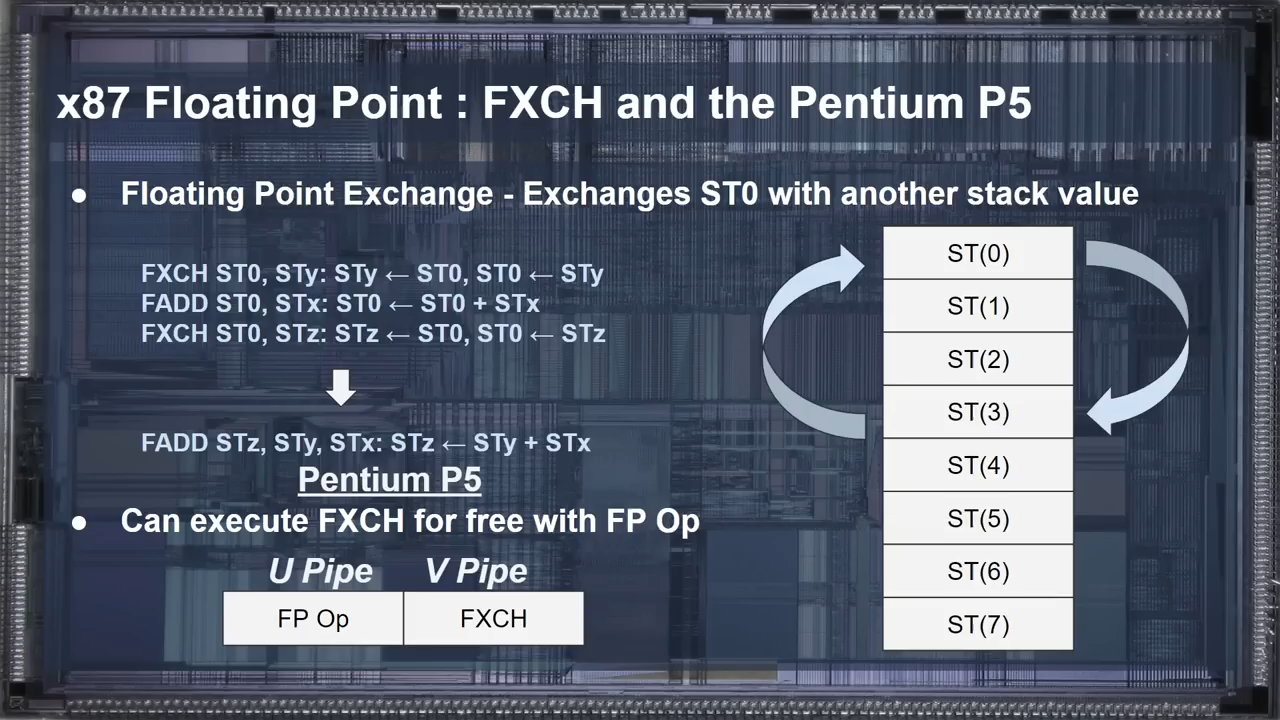 x87 Floating Point : FXCH and the Pentium P5
● Floating Point Exchange - Exchanges ST0 with another stack value
FXCH ST0, STy: STy ← ST0, ST0 ← STy
FADD ST0, STx: ST0 ← ST0 + STx
FXCH ST0, STz: STz ← ST0, ST0 ← STz
FADD STz, STy, STx: STz ← STy + STx
Pentium P5
● Can execute FXCH for free with FP Op
U Pipe V Pipe
FP Op FXCH
ST(0)
ST(1)
ST(2)
ST(3)
ST(4)
ST(5)
ST(6)
ST(7)